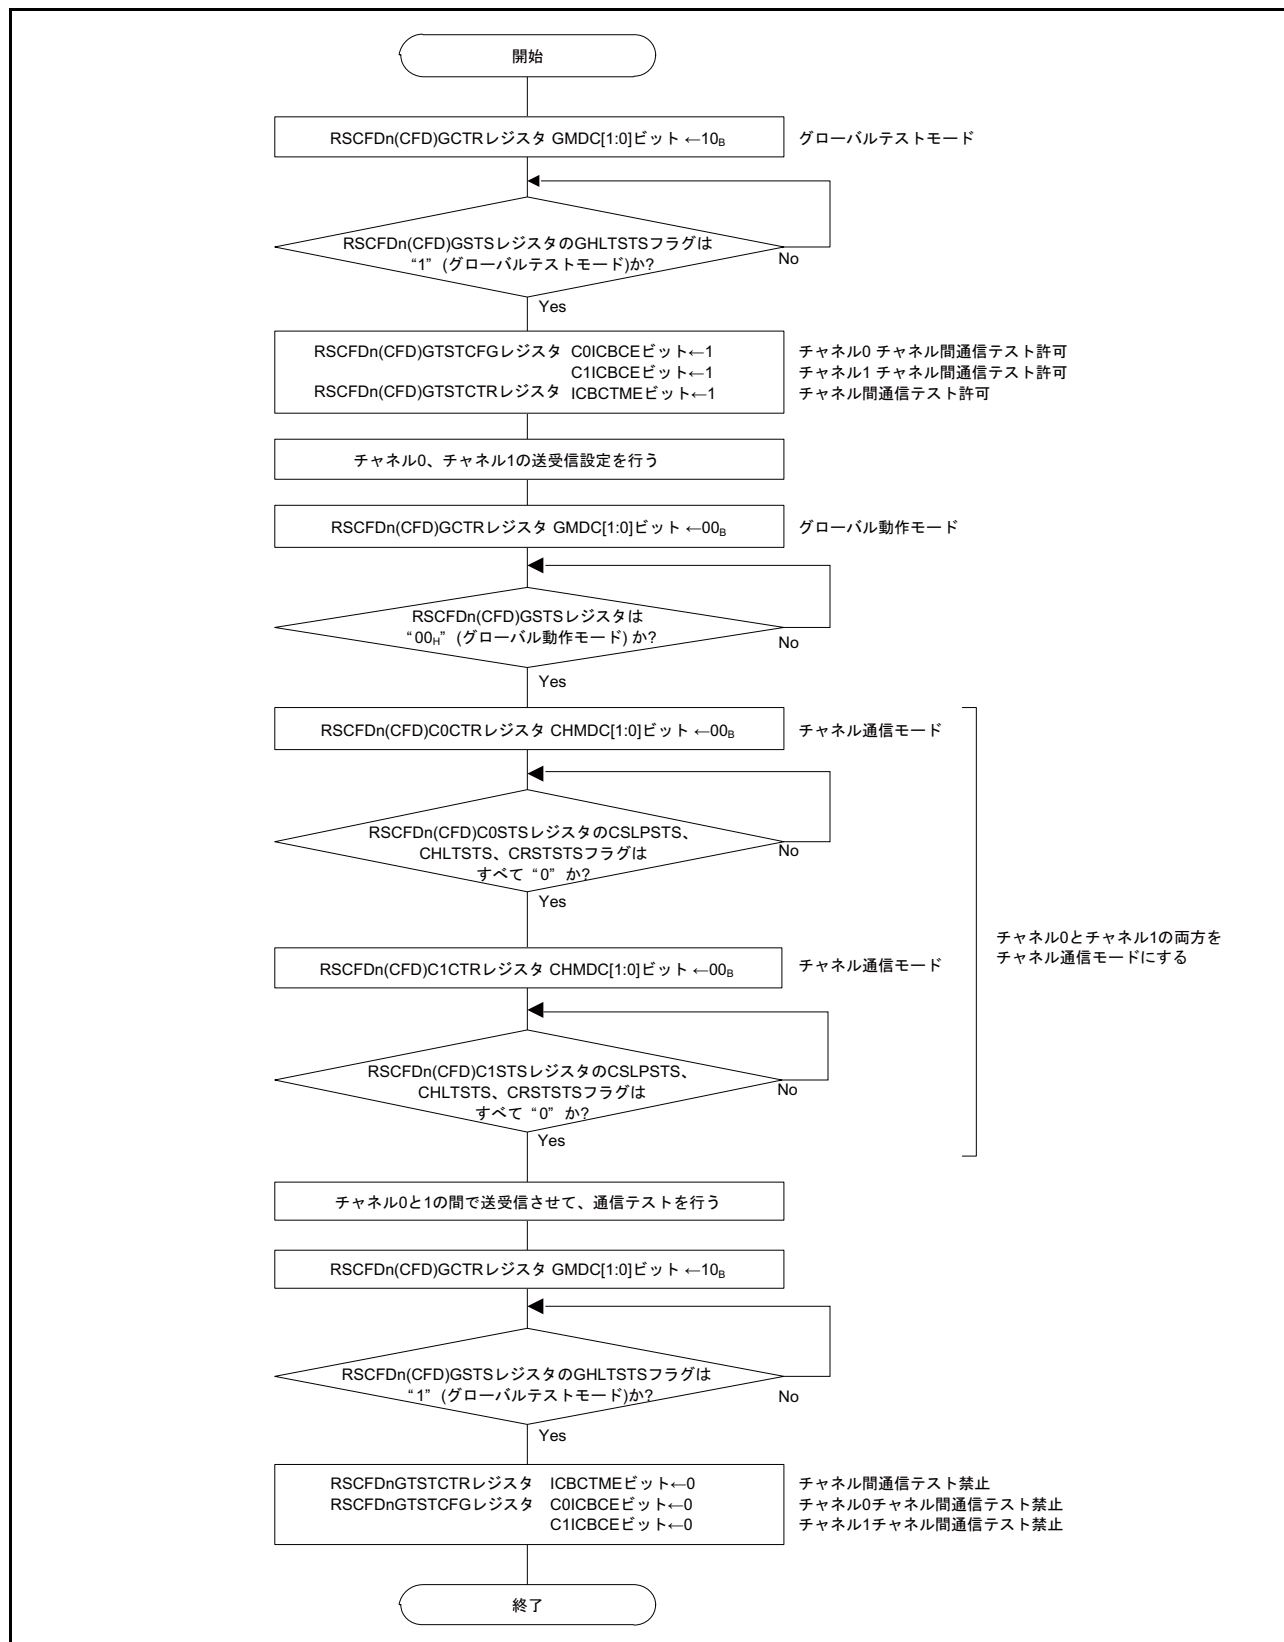 開始
RSCFDn(CFD)GCTRレジスタ GMDC[1:0]ビット ←10B
グローバルテストモード
RSCFDn(CFD)GSTSレジスタのGHLTSTSフラグは
“1” (グローバルテストモード)か?
No
Yes
RSCFDn(CFD)GTSTCFGレジスタ C0ICBCEビット←1
チャネル0 チャネル間通信テスト許可
C1ICBCEビット←1
チャネル1 チャネル間通信テスト許可
RSCFDn(CFD)GTSTCTRレジスタ ICBCTMEビット←1
チャネル間通信テスト許可
チャネル0、チャネル1の送受信設定を行う
RSCFDn(CFD)GCTRレジスタ GMDC[1:0]ビット ←00B
グローバル動作モード
RSCFDn(CFD)GSTSレジスタは
“00H” (グローバル動作モード) か?
No
Yes
RSCFDn(CFD)C0CTRレジスタ CHMDC[1:0]ビット ←00B
チャネル通信モード
RSCFDn(CFD)C0STSレジスタのCSLPSTS、
CHLTSTS、CRSTSTSフラグは
すべて “0” か?
No
Yes
チャネル0とチャネル1の両方を
チャネル通信モードにする
RSCFDn(CFD)C1CTRレジスタ CHMDC[1:0]ビット ←00B
チャネル通信モード
RSCFDn(CFD)C1STSレジスタのCSLPSTS、
CHLTSTS、CRSTSTSフラグは
すべて “0” か?
No
Yes
チャネル0と1の間で送受信させて、通信テストを行う
RSCFDn(CFD)GCTRレジスタ GMDC[1:0]ビット ←10B
RSCFDn(CFD)GSTSレジスタのGHLTSTSフラグは
“1” (グローバルテストモード)か?
No
Yes
RSCFDnGTSTCTRレジスタ ICBCTMEビット←0
チャネル間通信テスト禁止
RSCFDnGTSTCFGレジスタ C0ICBCEビット←0
チャネル0チャネル間通信テスト禁止
C1ICBCEビット←0
チャネル1チャネル間通信テスト禁止
終了